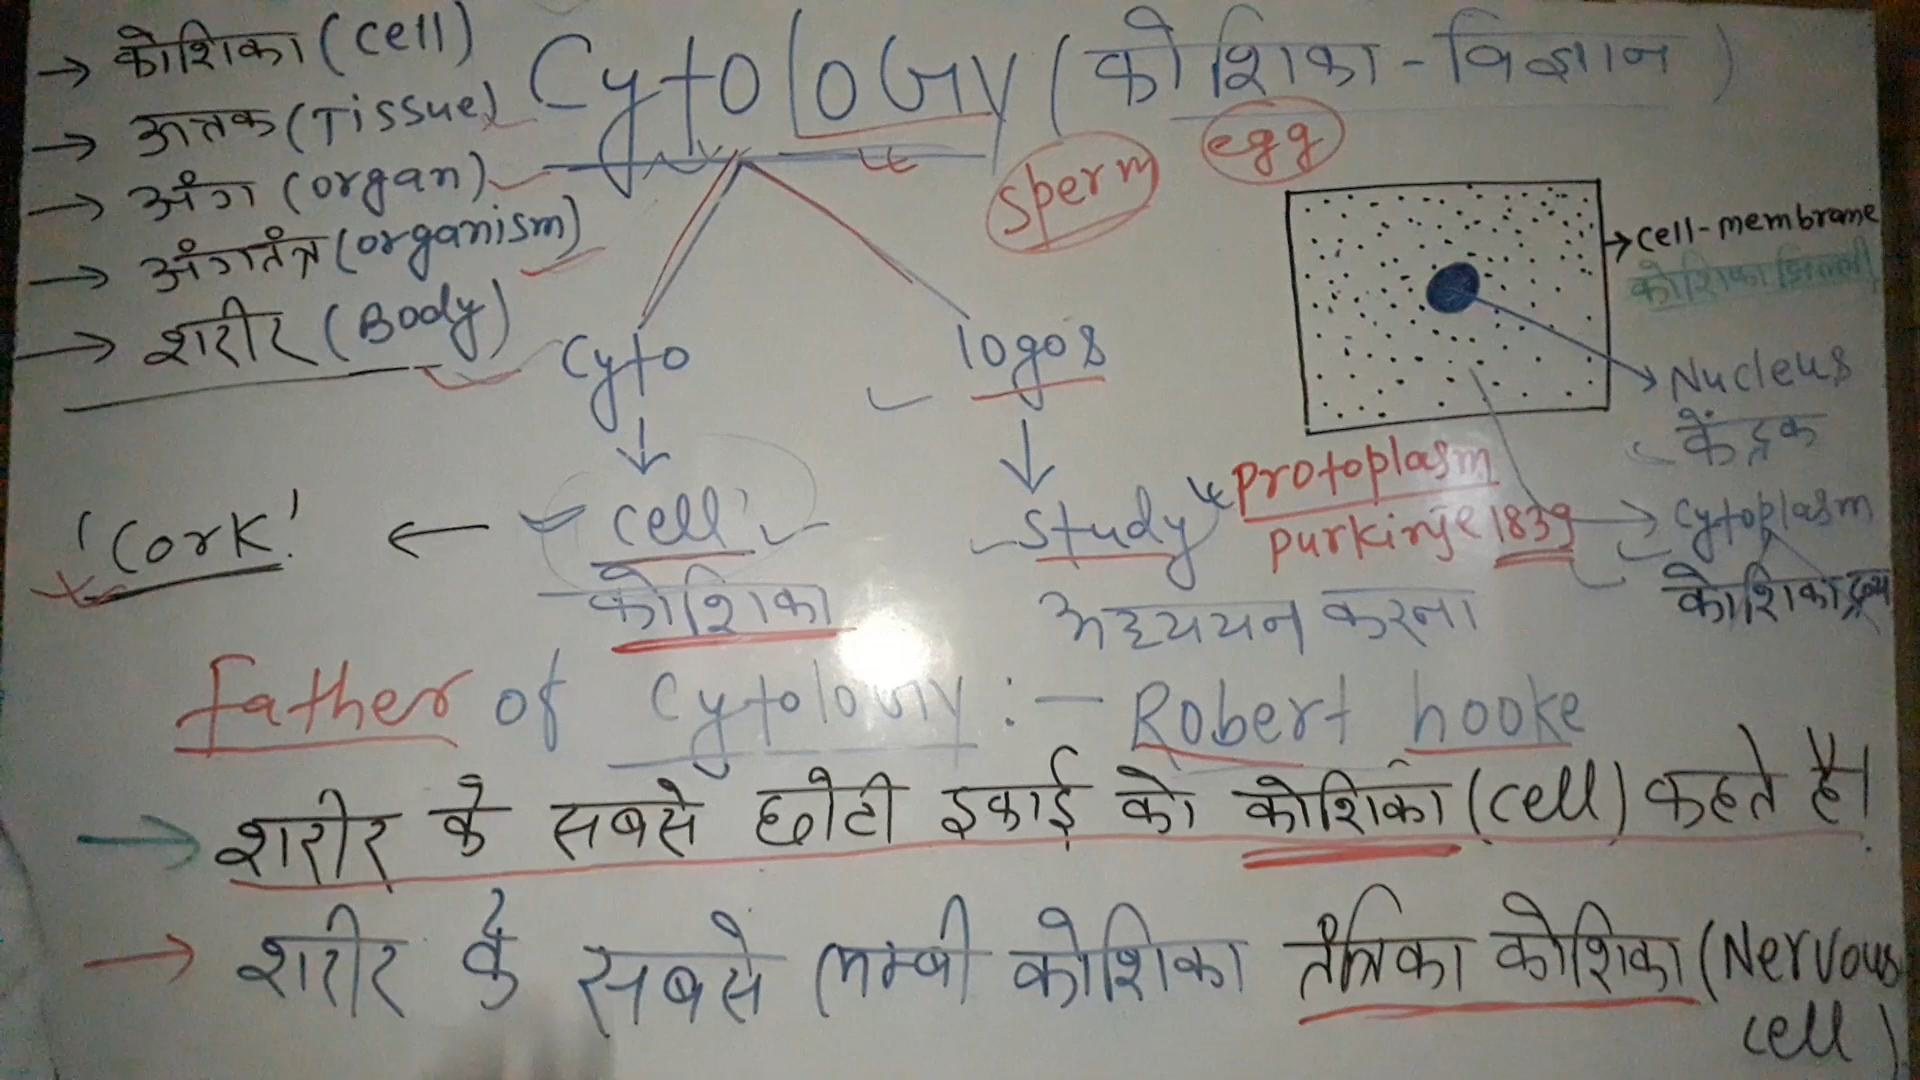 → कोशिका (cell)
→ ऊत्तक (Tissue)
→ अंग (organ)
→ अंगतंत्र (organism)
→ शरीर (Body)
Cytology (कोशिका - विज्ञान)
sperm
egg
Cyto
logos
cell
study
कोशिका
अध्ययन करना
'Cork'
→ cell-membrane
कोशिका झिल्ली
→ Nucleus
केंद्रक
→ Cytoplasm
कोशिका द्रव्य
Protoplasm
purkinje 1839
Father of Cytology :- Robert hooke
→ शरीर के सबसे छोटी इकाई को कोशिका (cell) कहते हैं।
→ शरीर के सबसे लम्बी कोशिका तंत्रिका कोशिका (Nervous
cell)